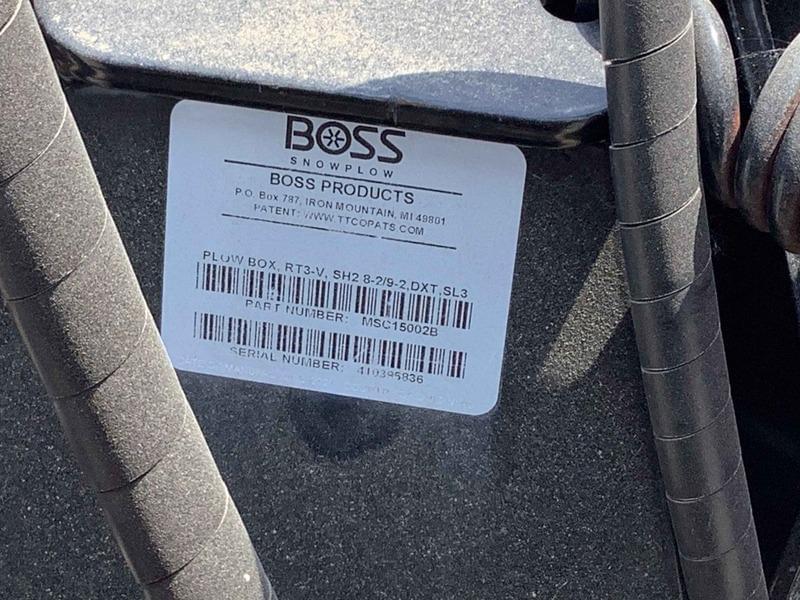 BOSS
SNOWPLOW
BOSS PRODUCTS
P.O. Box 787, IRON MOUNTAIN, MI 49801
PATENT: WWW.TTCOPATS.COM
PLOW BOX, RT3-V, SH2 8-2/9-2,DXT,SL3
PART NUMBER: MSC15002B
SERIAL NUMBER: 410395836